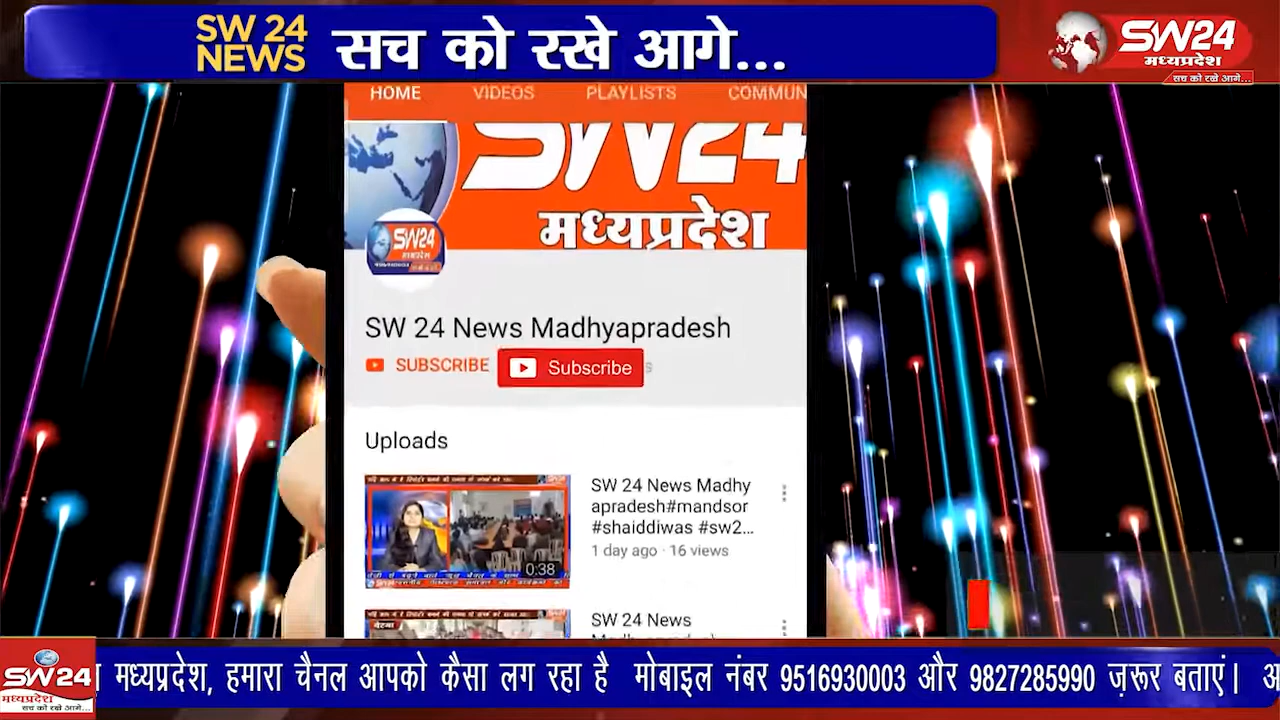 SW 24
NEWS
सच को रखे आगे...
SW24
मध्यप्रदेश
सच को रखे आगे...
HOME VIDEOS PLAYLISTS COMMUN
SW24
मध्यप्रदेश
SW24
SW 24 News Madhyapradesh
SUBSCRIBE
Subscribe
Uploads
SW 24 News Madhy
apradesh#mandsor
#shaiddiwas #sw2...
1 day ago · 16 views
0:38
SW 24 News
SW24
मध्यप्रदेश
सच को रखे आगे...
मध्यप्रदेश, हमारा चैनल आपको कैसा लग रहा है मोबाइल नंबर 9516930003 और 9827285990 ज़रूर बताएं।